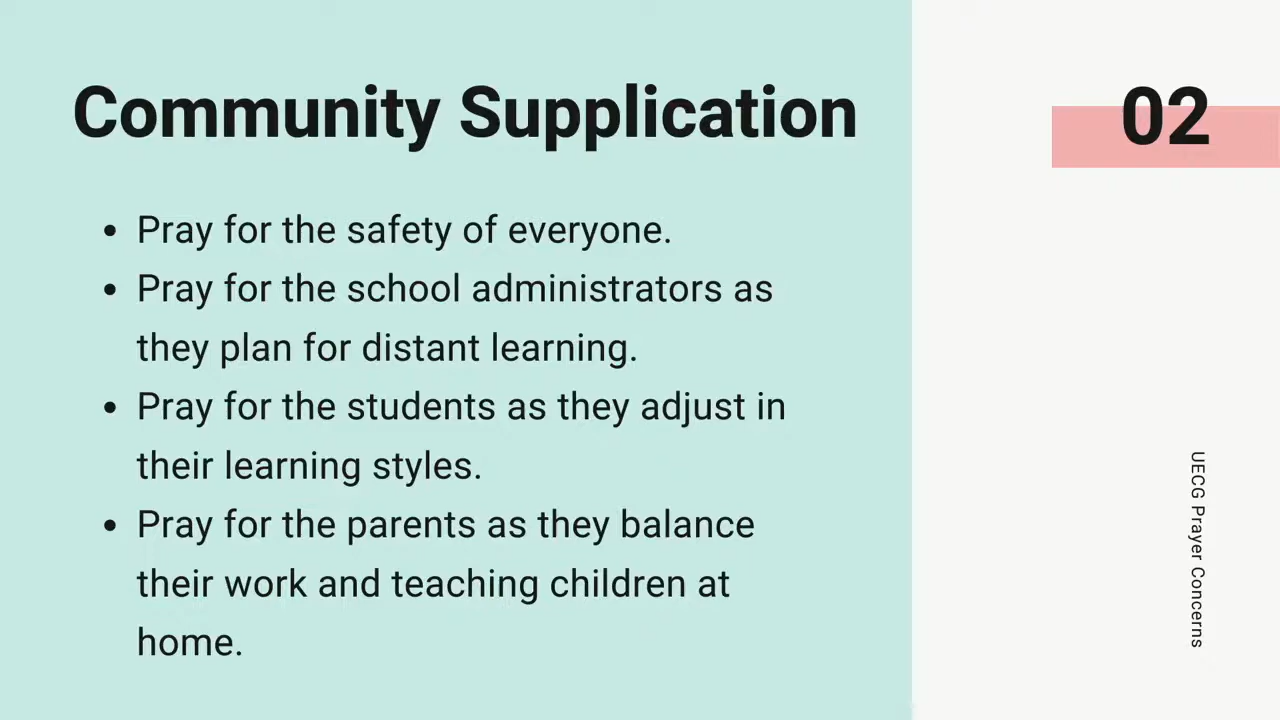 Community Supplication
02
• Pray for the safety of everyone.
• Pray for the school administrators as
they plan for distant learning.
• Pray for the students as they adjust in
their learning styles.
• Pray for the parents as they balance
their work and teaching children at
home.
UECG Prayer Concerns